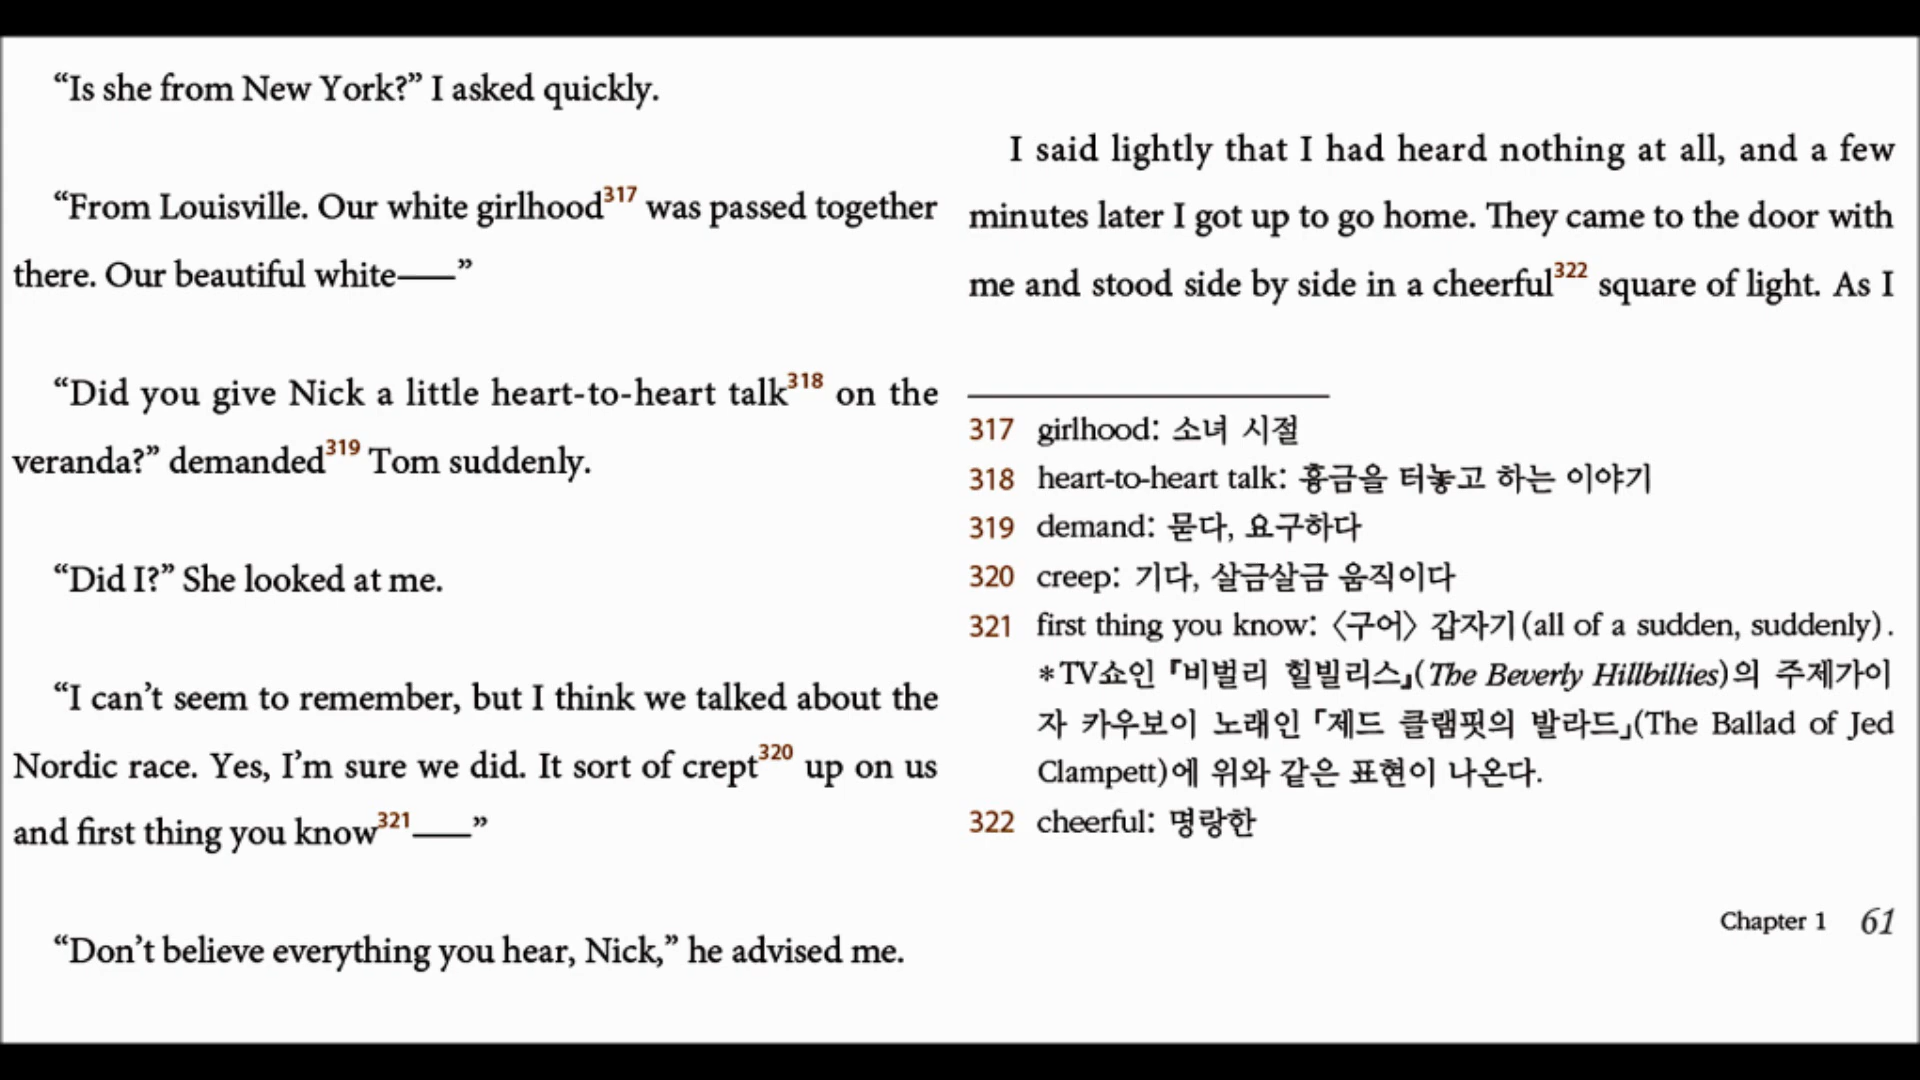 “Is she from New York?” I asked quickly.
“From Louisville. Our white girlhood317 was passed together
there. Our beautiful white——”
“Did you give Nick a little heart-to-heart talk318 on the
veranda?” demanded319 Tom suddenly.
“Did I?” She looked at me.
“I can’t seem to remember, but I think we talked about the
Nordic race. Yes, I’m sure we did. It sort of crept320 up on us
and first thing you know321——”
“Don’t believe everything you hear, Nick,” he advised me.
I said lightly that I had heard nothing at all, and a few
minutes later I got up to go home. They came to the door with
me and stood side by side in a cheerful322 square of light. As I
317 girlhood: 소녀 시절
318 heart-to-heart talk: 흉금을 터놓고 하는 이야기
319 demand: 묻다, 요구하다
320 creep: 기다, 살금살금 움직이다
321 first thing you know: 〈구어〉 갑자기(all of a sudden, suddenly).
*TV쇼인 『비벌리 힐빌리스』(The Beverly Hillbillies)의 주제가이
자 카우보이 노래인 「제드 클램핏의 발라드」(The Ballad of Jed
Clampett)에 위와 같은 표현이 나온다.
322 cheerful: 명랑한
Chapter 1 61